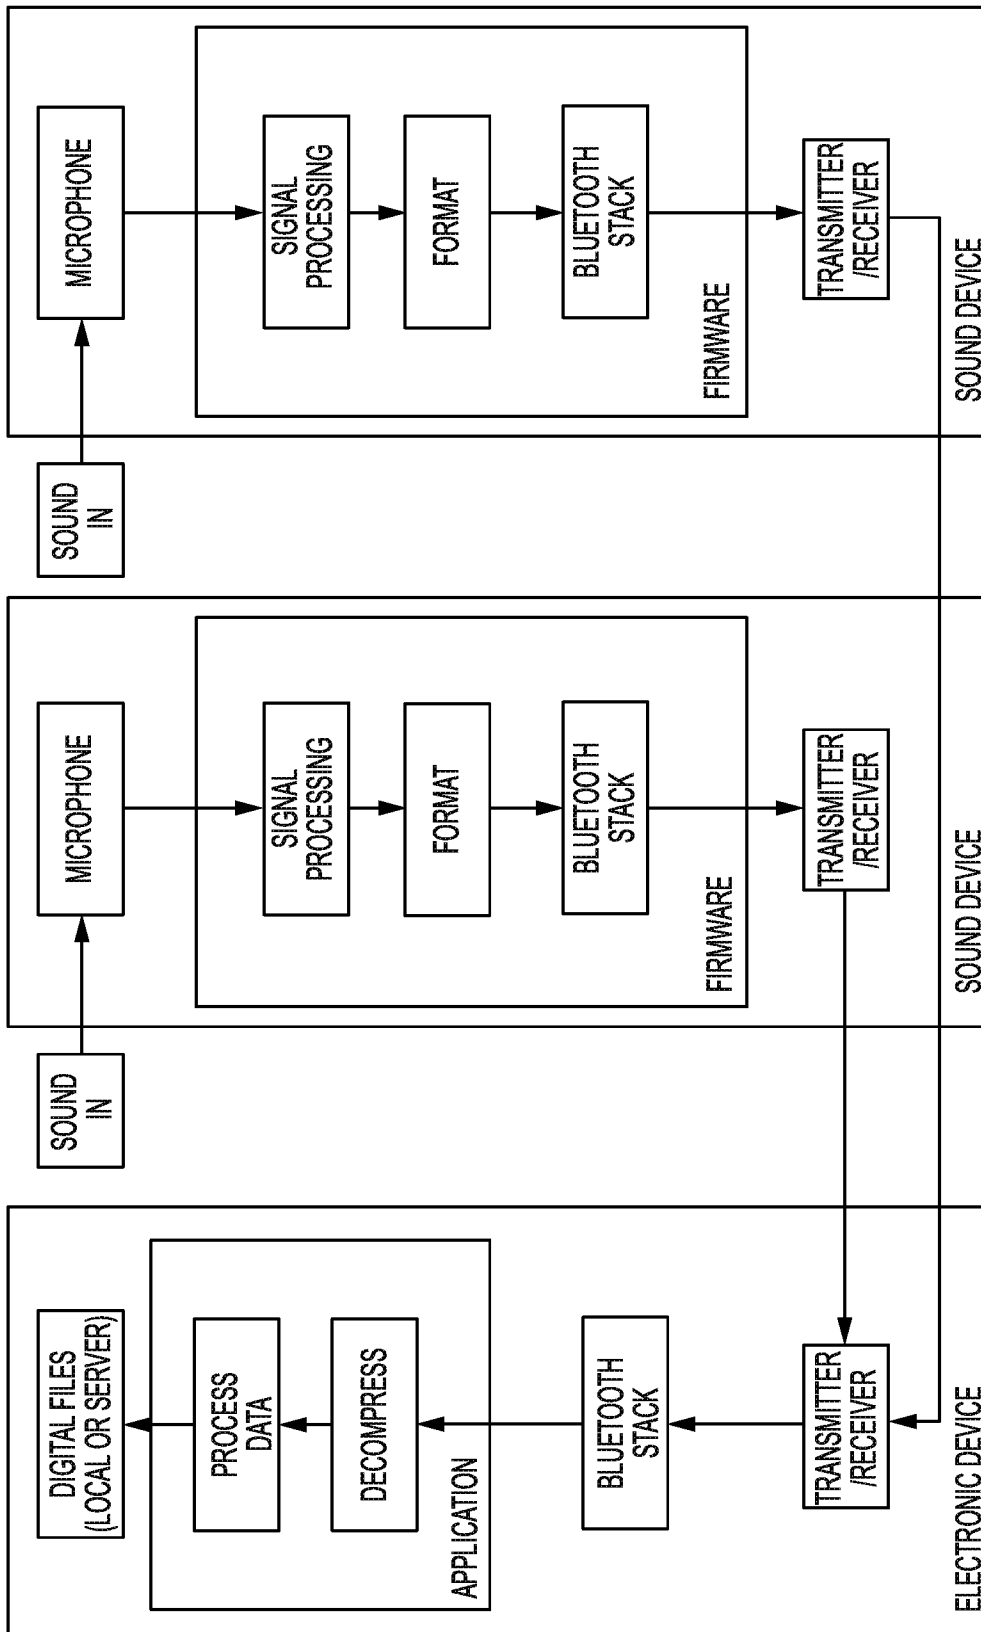 DIGITAL FILES
(LOCAL OR SERVER)
PROCESS
DATA
DECOMPRESS
APPLICATION
BLUETOOTH
STACK
TRANSMITTER
/RECEIVER
ELECTRONIC DEVICE
SOUND
IN
MICROPHONE
SIGNAL
PROCESSING
FORMAT
BLUETOOTH
STACK
FIRMWARE
TRANSMITTER
/RECEIVER
SOUND DEVICE
SOUND
IN
MICROPHONE
SIGNAL
PROCESSING
FORMAT
BLUETOOTH
STACK
FIRMWARE
TRANSMITTER
/RECEIVER
SOUND DEVICE